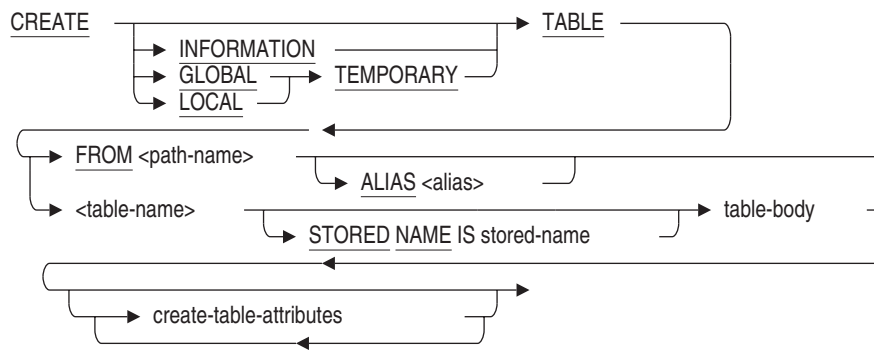 CREATE TABLE
INFORMATION
GLOBAL TEMPORARY
LOCAL
FROM <path-name>
ALIAS <alias>
<table-name> table-body
STORED NAME IS stored-name
create-table-attributes